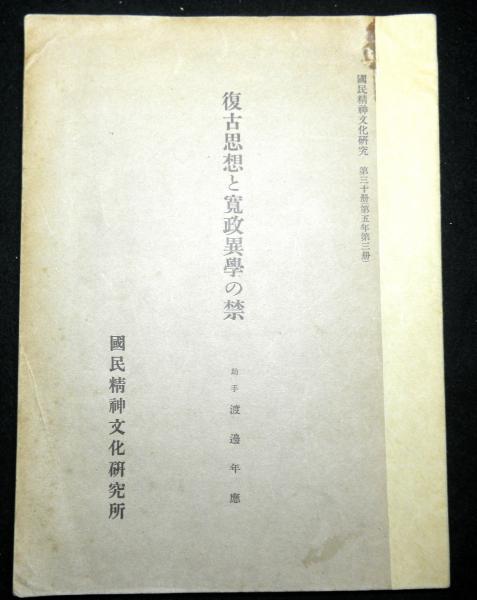 國民精神文化研究 第三十冊(第五年第三冊)
復古思想と寬政異學の禁
助手 渡邊年應
國民精神文化研究所